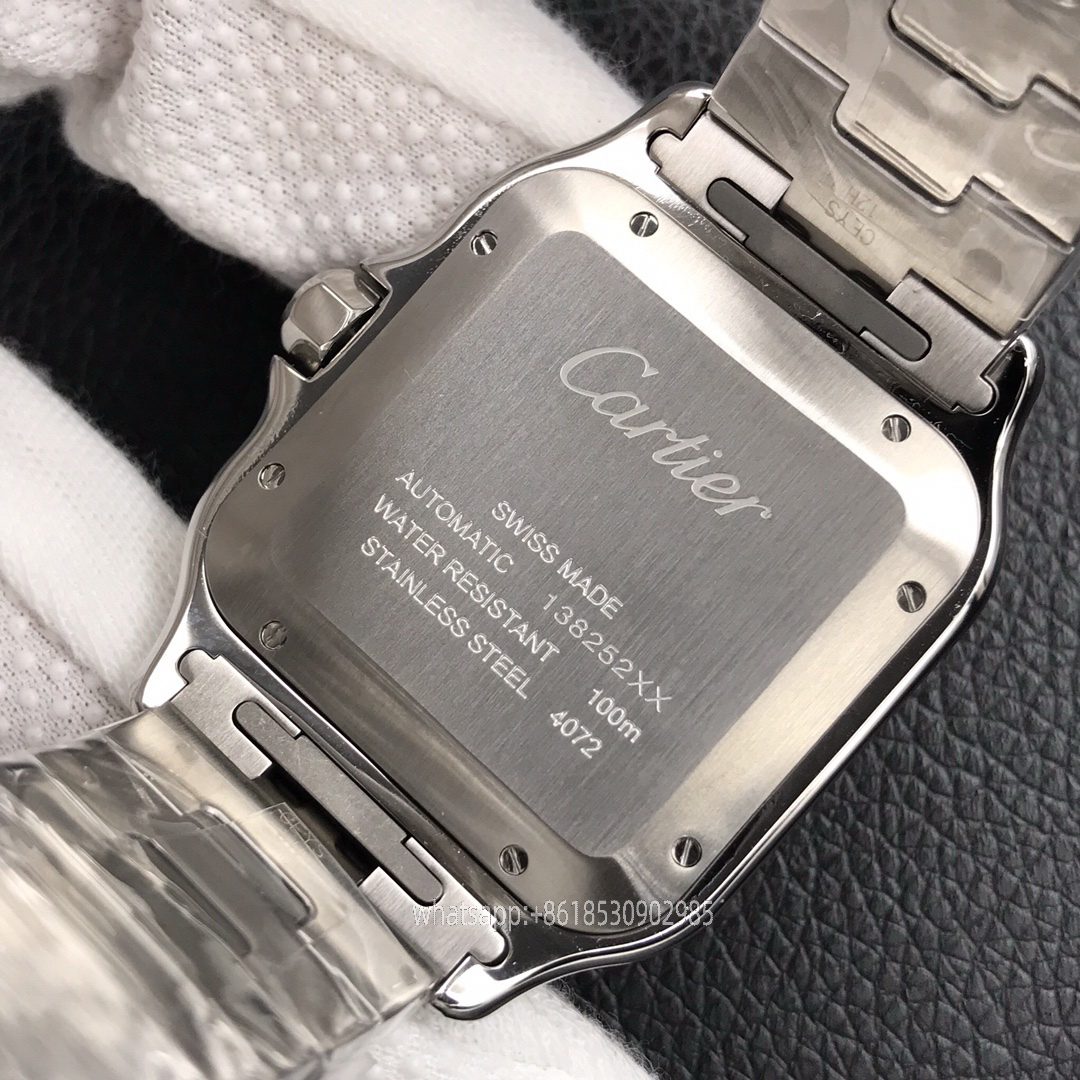 Cartier
SWISS MADE
AUTOMATIC 138252XX
WATER RESISTANT 100m
STAINLESS STEEL 4072
whatsapp:+8618530902985